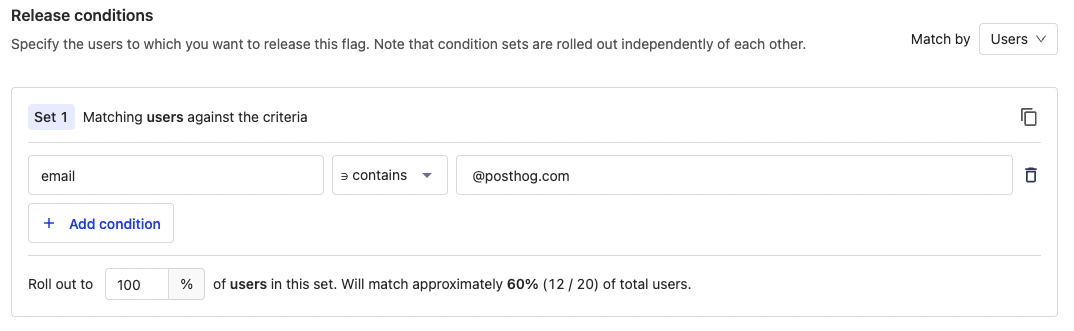 Release conditions
Specify the users to which you want to release this flag. Note that condition sets are rolled out independently of each other.
Match by Users
Set 1 Matching users against the criteria
email ∋ contains @posthog.com
+ Add condition
Roll out to 100 % of users in this set. Will match approximately 60% (12 / 20) of total users.